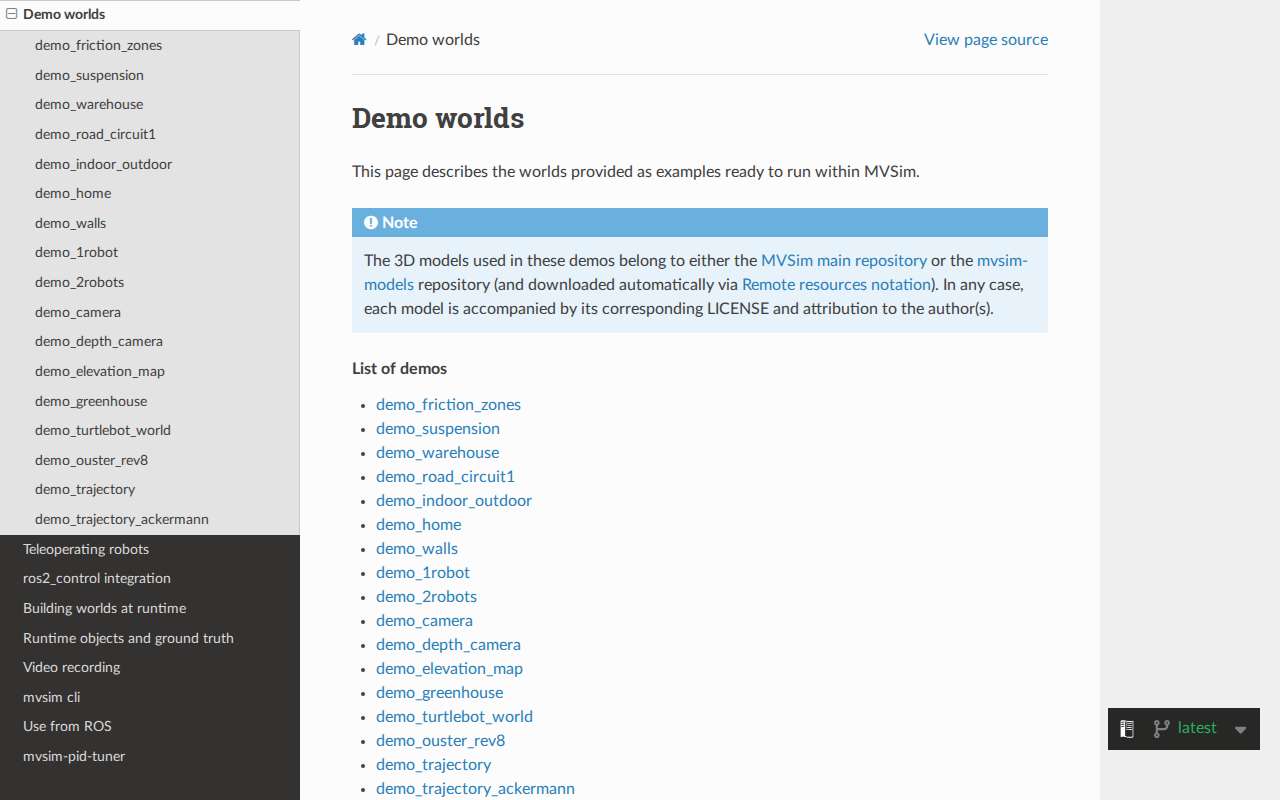 Demo worlds
demo_friction_zones
demo_suspension
demo_warehouse
demo_road_circuit1
demo_indoor_outdoor
demo_home
demo_walls
demo_1robot
demo_2robots
demo_camera
demo_depth_camera
demo_elevation_map
demo_greenhouse
demo_turtlebot_world
demo_ouster_rev8
demo_trajectory
demo_trajectory_ackermann
Teleoperating robots
ros2_control integration
Building worlds at runtime
Runtime objects and ground truth
Video recording
mvsim cli
Use from ROS
mvsim-pid-tuner
/ Demo worlds
View page source
Demo worlds
This page describes the worlds provided as examples ready to run within MVSim.
Note
The 3D models used in these demos belong to either the MVSim main repository or the mvsim-
models repository (and downloaded automatically via Remote resources notation). In any case,
each model is accompanied by its corresponding LICENSE and attribution to the author(s).
List of demos
demo_friction_zones
demo_suspension
demo_warehouse
demo_road_circuit1
demo_indoor_outdoor
demo_home
demo_walls
demo_1robot
demo_2robots
demo_camera
demo_depth_camera
demo_elevation_map
demo_greenhouse
demo_turtlebot_world
demo_ouster_rev8
demo_trajectory
demo_trajectory_ackermann
latest